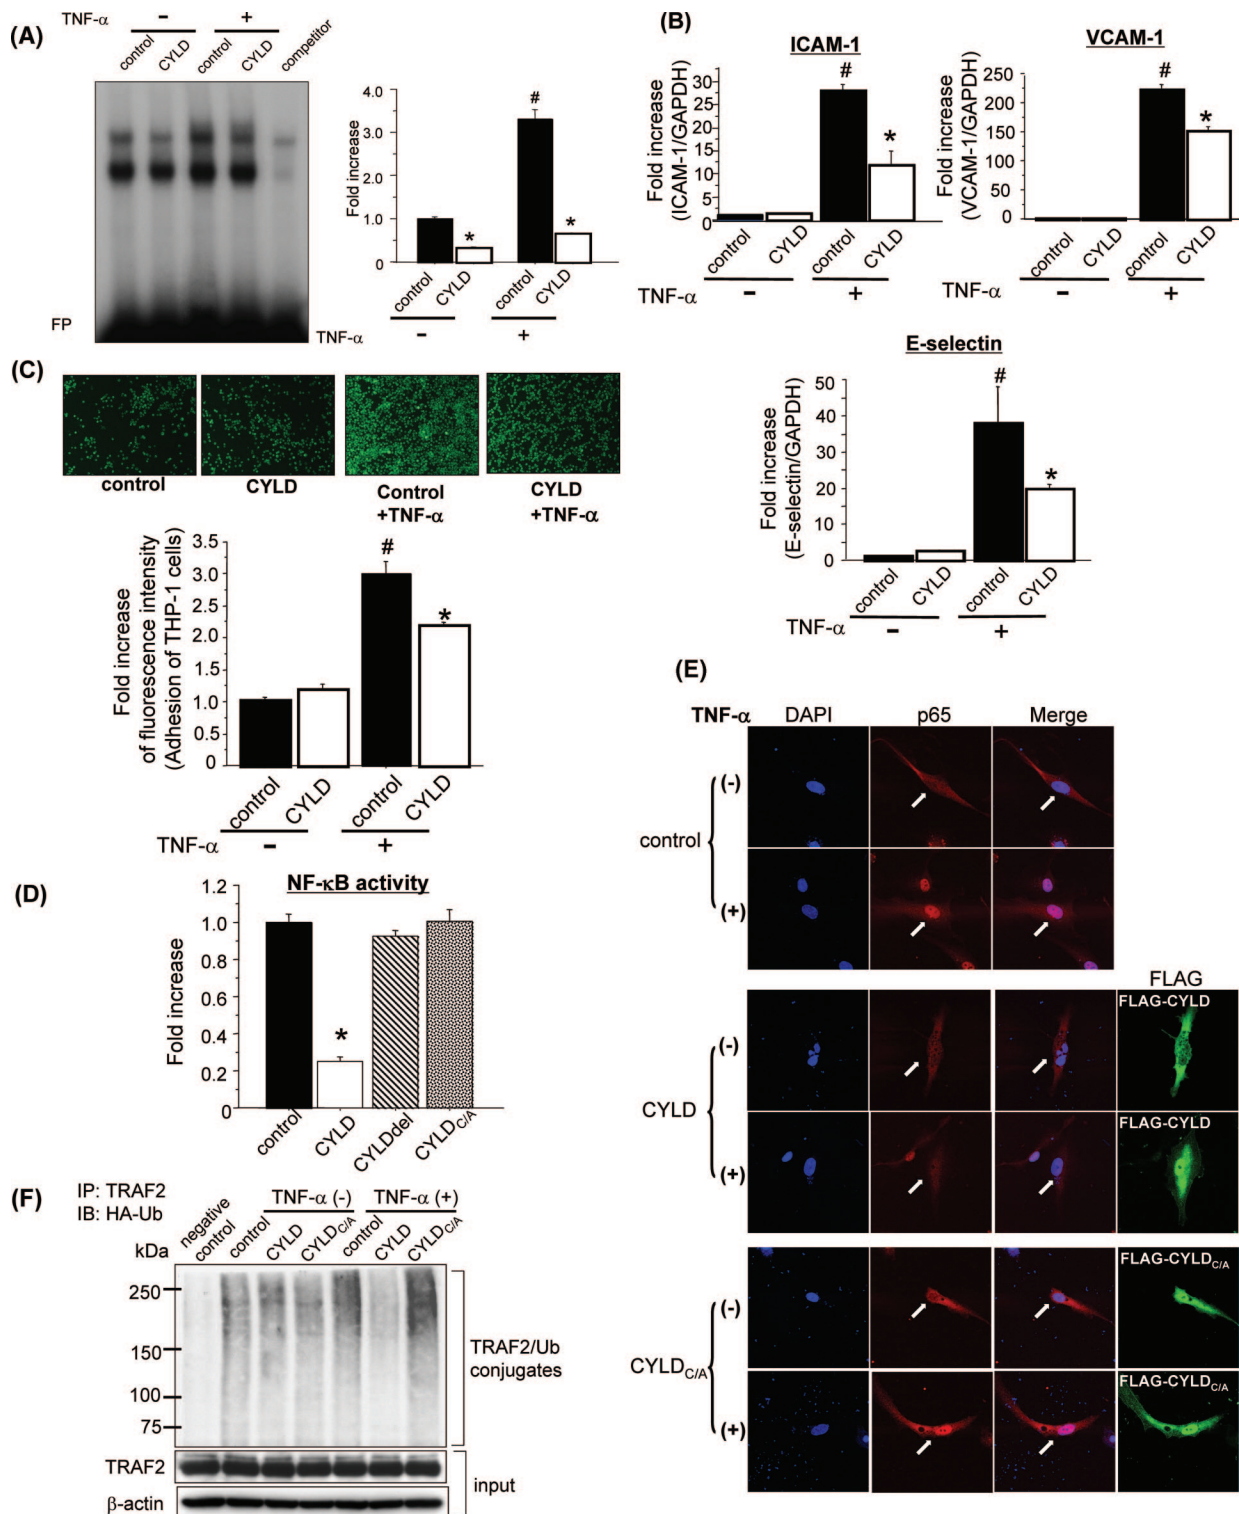 (A)
TNF-α
−
+
control
CYLD
control
CYLD
competitor
FP
Fold increase
4.0
3.0
2.0
1.0
0
#
*
*
control
CYLD
control
CYLD
TNF-α
−
+
(B)
ICAM-1
Fold increase
(ICAM-1/GAPDH)
30
25
20
15
10
5
0
#
*
control
CYLD
control
CYLD
TNF-α
−
+
VCAM-1
Fold increase
(VCAM-1/GAPDH)
250
200
150
100
50
0
#
*
control
CYLD
control
CYLD
TNF-α
−
+
E-selectin
Fold increase
(E-selectin/GAPDH)
50
40
30
20
10
0
#
*
control
CYLD
control
CYLD
TNF-α
−
+
(C)
control
CYLD
Control
+TNF-α
CYLD
+TNF-α
Fold increase
of fluorescence intensity
(Adhesion of THP-1 cells)
3.5
3.0
2.5
2.0
1.5
1.0
0.5
0
#
*
control
CYLD
control
CYLD
TNF-α
−
+
(D)
NF-κB activity
Fold increase
1.2
1.0
0.8
0.6
0.4
0.2
0
*
control
CYLD
CYLDdel
CYLDC/A
(E)
TNF-α
DAPI
p65
Merge
control
(-)
(+)
FLAG
CYLD
(-)
FLAG-CYLD
(+)
FLAG-CYLD
CYLDC/A
(-)
FLAG-CYLDC/A
(+)
FLAG-CYLDC/A
(F)
IP: TRAF2
IB: HA-Ub
TNF-α (-)
TNF-α (+)
negative
control
control
CYLD
CYLDC/A
control
CYLD
CYLDC/A
kDa
250
150
100
75
TRAF2/Ub
conjugates
TRAF2
β-actin
input